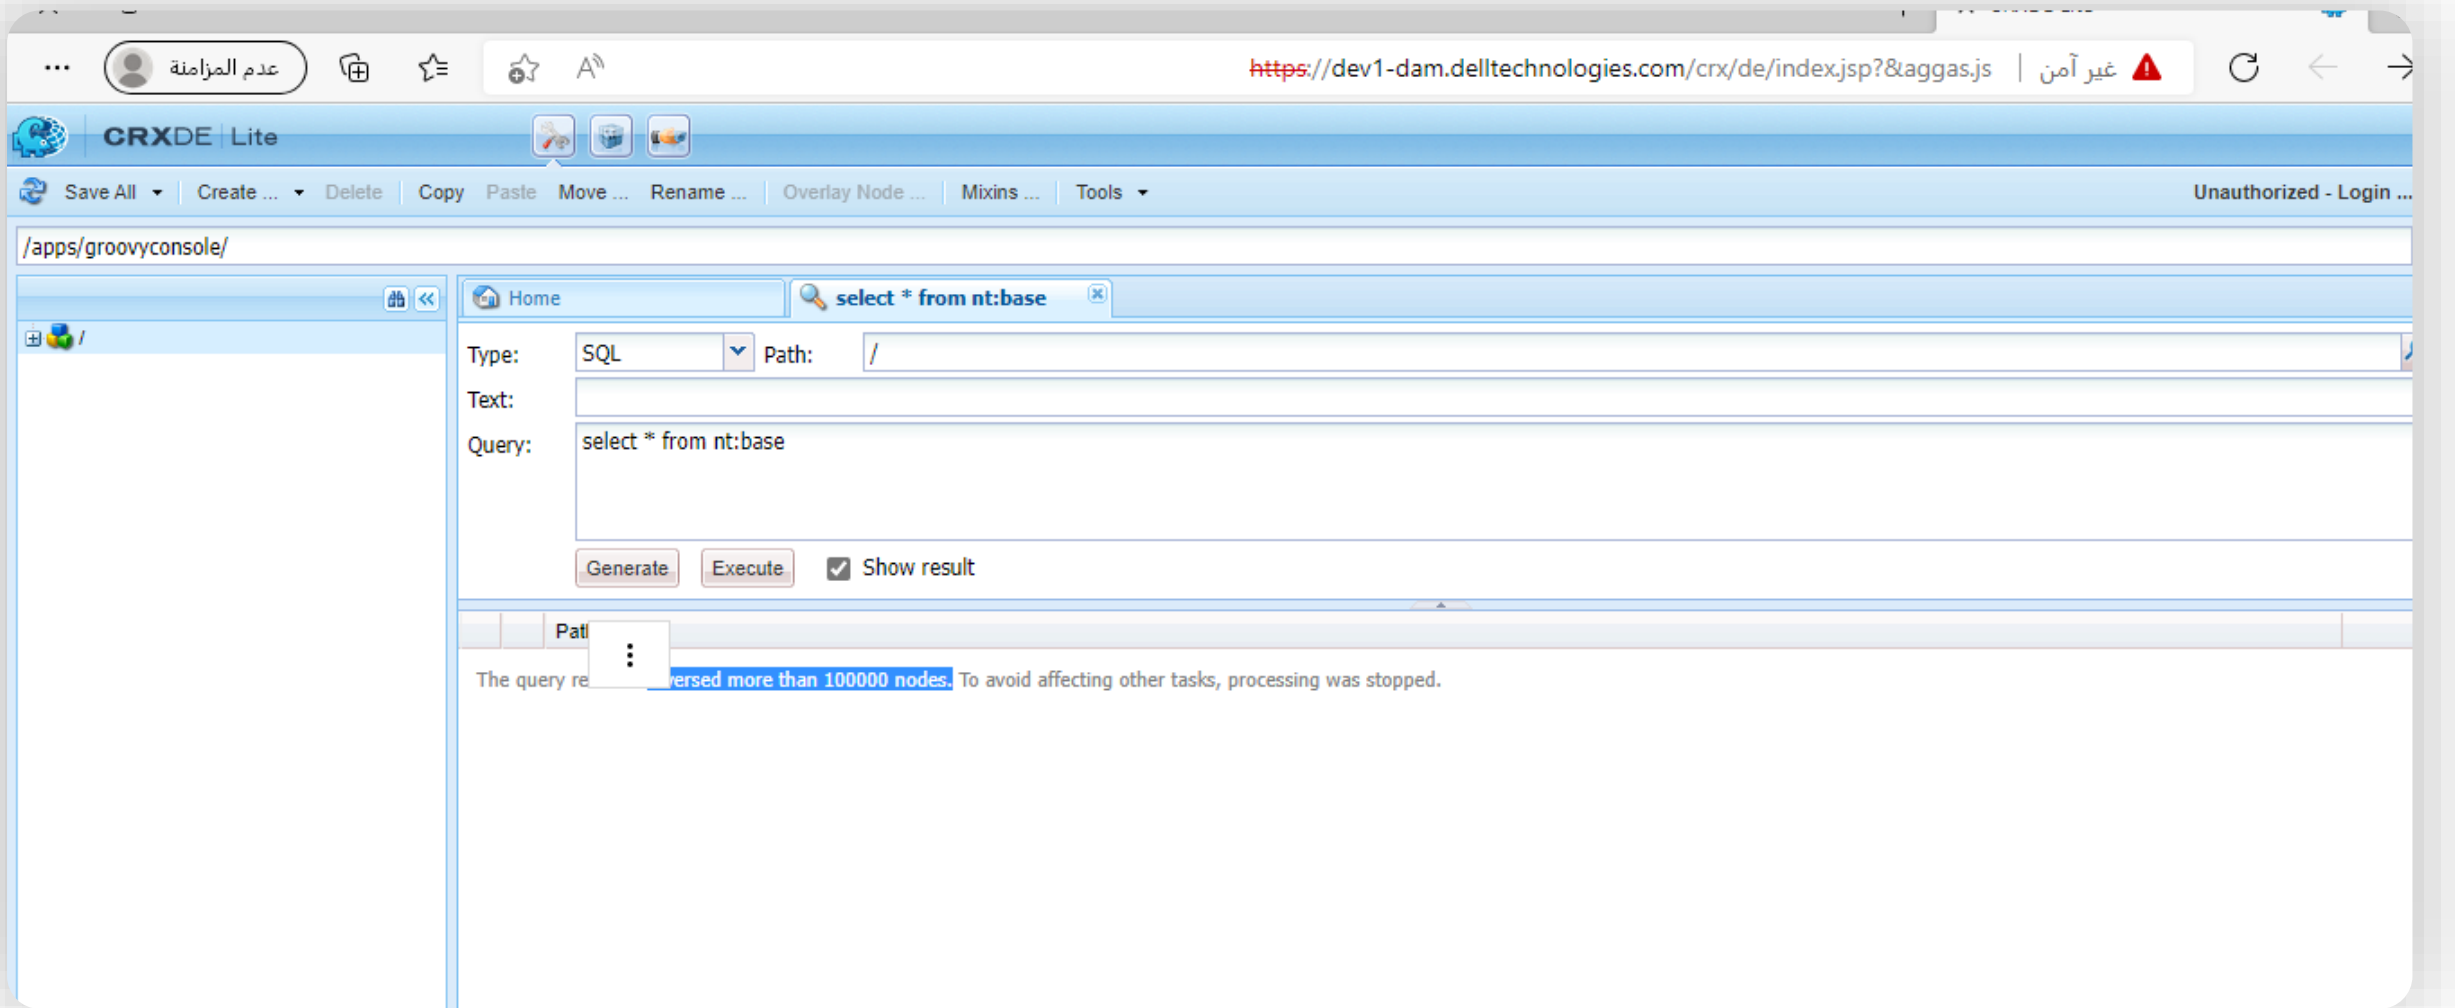 عدم المزامنة
https://dev1-dam.delltechnologies.com/crx/de/index.jsp?&aggas.js
غير آمن
CRXDE Lite
Save All Create ... Delete Copy Paste Move ... Rename ... Overlay Node ... Mixins ... Tools Unauthorized - Login ...
/apps/groovyconsole/
Home select * from nt:base
/
Type: SQL Path: /
Text:
Query: select * from nt:base
Generate Execute Show result
The query versed more than 100000 nodes. To avoid affecting other tasks, processing was stopped.